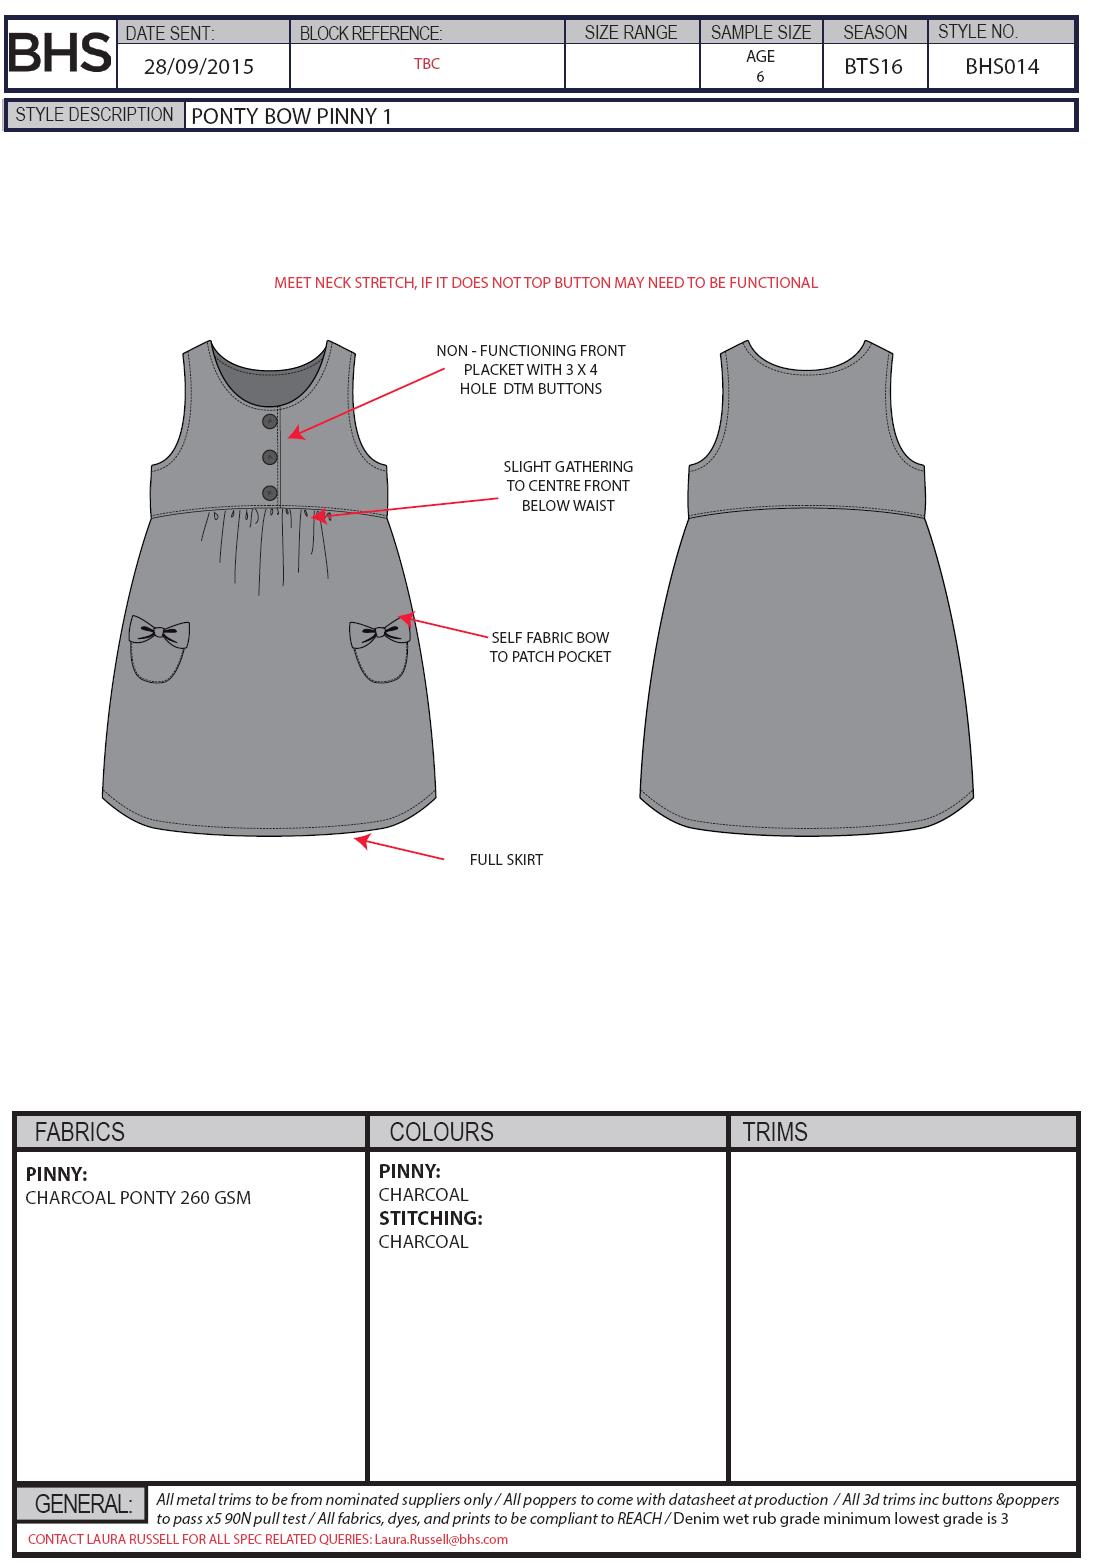 BHS
DATE SENT:
28/09/2015
BLOCK REFERENCE:
TBC
SIZE RANGE
SAMPLE SIZE
AGE
6
SEASON
BTS16
STYLE NO.
BHS014
STYLE DESCRIPTION
PONTY BOW PINNY 1
MEET NECK STRETCH, IF IT DOES NOT TOP BUTTON MAY NEED TO BE FUNCTIONAL
NON - FUNCTIONING FRONT
PLACKET WITH 3 X 4
HOLE DTM BUTTONS
SLIGHT GATHERING
TO CENTRE FRONT
BELOW WAIST
SELF FABRIC BOW
TO PATCH POCKET
FULL SKIRT
FABRICS
PINNY:
CHARCOAL PONTY 260 GSM
COLOURS
PINNY:
CHARCOAL
STITCHING:
CHARCOAL
TRIMS
GENERAL:
All metal trims to be from nominated suppliers only / All poppers to come with datasheet at production / All 3d trims inc buttons &poppers
to pass x5 90N pull test / All fabrics, dyes, and prints to be compliant to REACH / Denim wet rub grade minimum lowest grade is 3
CONTACT LAURA RUSSELL FOR ALL SPEC RELATED QUERIES: Laura.Russell@bhs.com